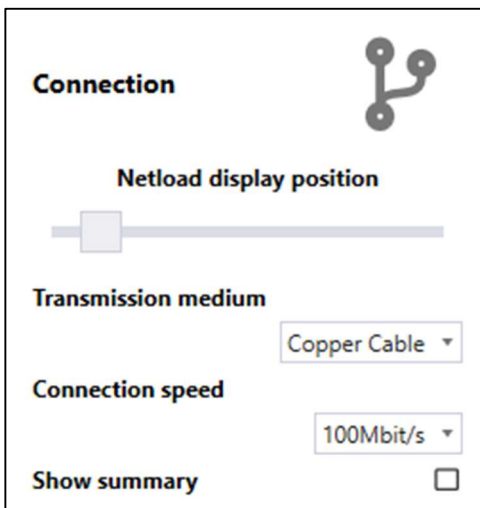 Connection
Netload display position
Transmission medium
Copper Cable
Connection speed
100Mbit/s
Show summary